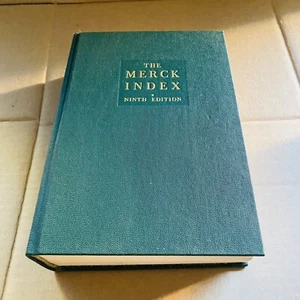 THE
MERCK
INDEX
NINTH EDITION